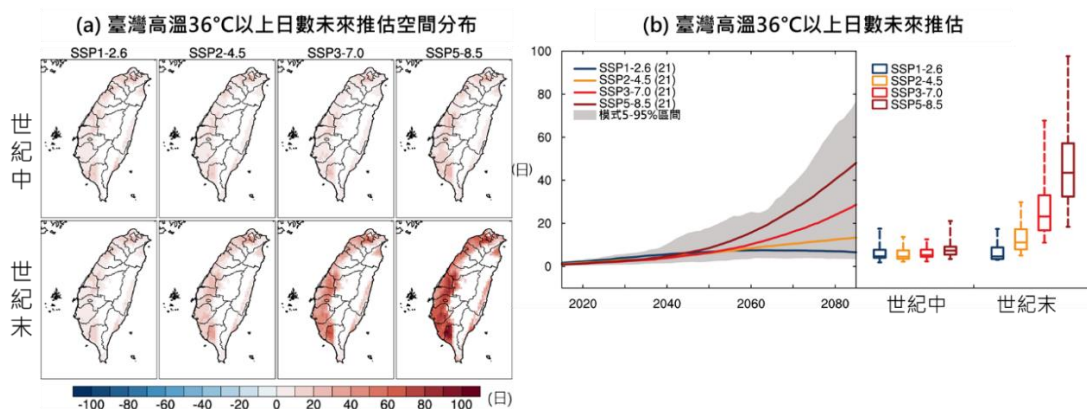 (a) 臺灣高溫36°C以上日數未來推估空間分布
SSP1-2.6 SSP2-4.5 SSP3-7.0 SSP5-8.5
世紀中
世紀末
-100 -80 -60 -40 -20 0 20 40 60 80 100 (日)
(b) 臺灣高溫36°C以上日數未來推估
100
80
60
40
20
0
(日)
SSP1-2.6 (21)
SSP2-4.5 (21)
SSP3-7.0 (21)
SSP5-8.5 (21)
模式5-95%區間
2020 2040 2060 2080
SSP1-2.6
SSP2-4.5
SSP3-7.0
SSP5-8.5
世紀中 世紀末